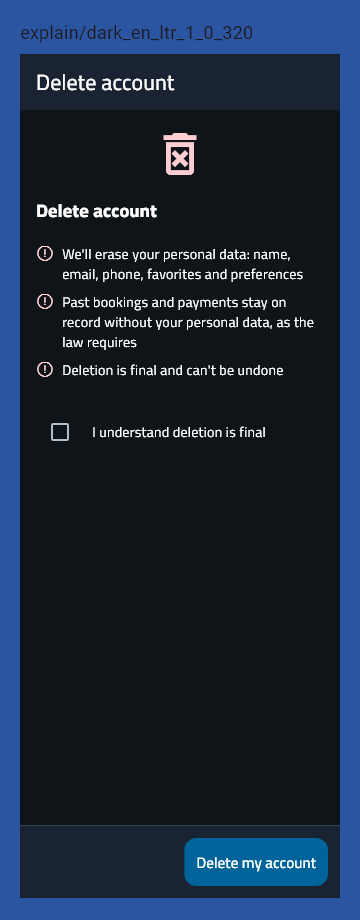 explain/dark_en_ltr_1_0_320
Delete account
Delete account
We'll erase your personal data: name,
email, phone, favorites and preferences
Past bookings and payments stay on
record without your personal data, as the
law requires
Deletion is final and can't be undone
I understand deletion is final
Delete my account